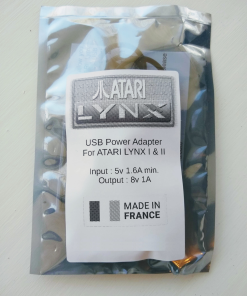 ATARI
LYNX
USB Power Adapter
For ATARI LYNX I & II
Input : 5v 1.6A min.
Output : 8v 1A
MADE IN
FRANCE